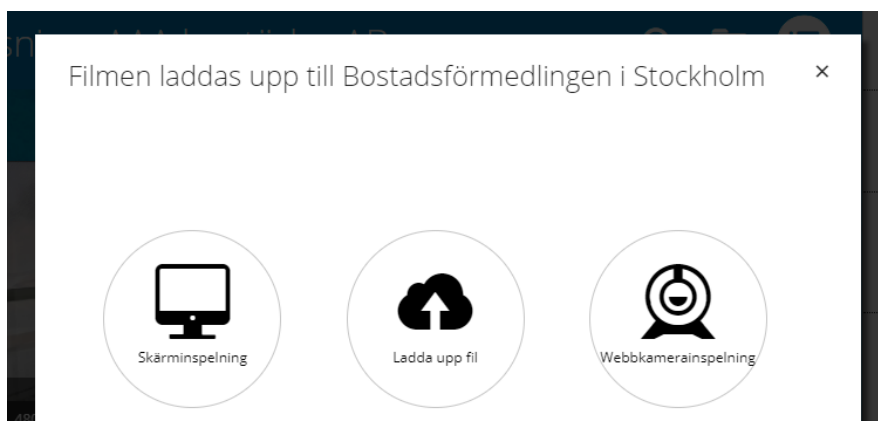 Filmen laddas upp till Bostadsförmedlingen i Stockholm
×
Skärminspelning
Ladda upp fil
Webbkamerainspelning